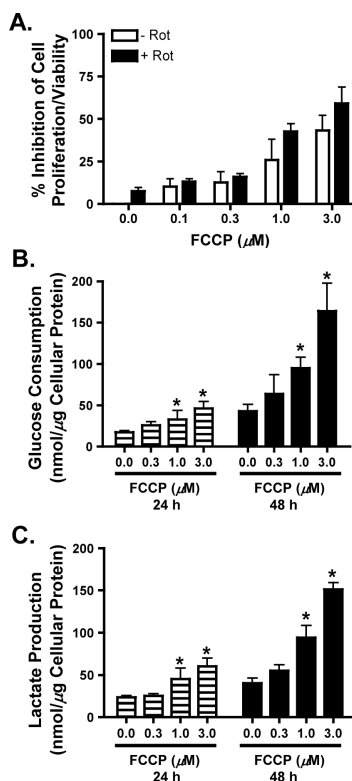 A.
% Inhibition of Cell
Proliferation/Viability
100
75
50
25
0
- Rot
+ Rot
0.0 0.1 0.3 1.0 3.0
FCCP (μM)
B.
Glucose Consumption
(nmol/μg Cellular Protein)
200
150
100
50
0
* * * *
0.0 0.3 1.0 3.0 0.0 0.3 1.0 3.0
FCCP (μM) FCCP (μM)
24 h 48 h
C.
Lactate Production
(nmol/μg Cellular Protein)
200
150
100
50
0
* * * *
0.0 0.3 1.0 3.0 0.0 0.3 1.0 3.0
FCCP (μM) FCCP (μM)
24 h 48 h